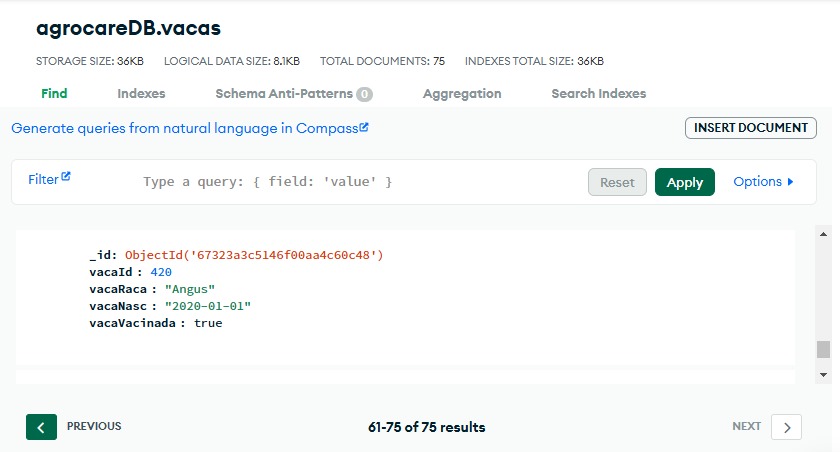 agrocareDB.vacas
STORAGE SIZE: 36KB LOGICAL DATA SIZE: 8.1KB TOTAL DOCUMENTS: 75 INDEXES TOTAL SIZE: 36KB
Find Indexes Schema Anti-Patterns 0 Aggregation Search Indexes
Generate queries from natural language in Compass
INSERT DOCUMENT
Filter Type a query: { field: 'value' } Reset Apply Options
_id: ObjectId('67323a3c5146f00aa4c60c48')
vacaId : 420
vacaRaca : "Angus"
vacaNasc : "2020-01-01"
vacaVacinada : true
PREVIOUS 61-75 of 75 results NEXT